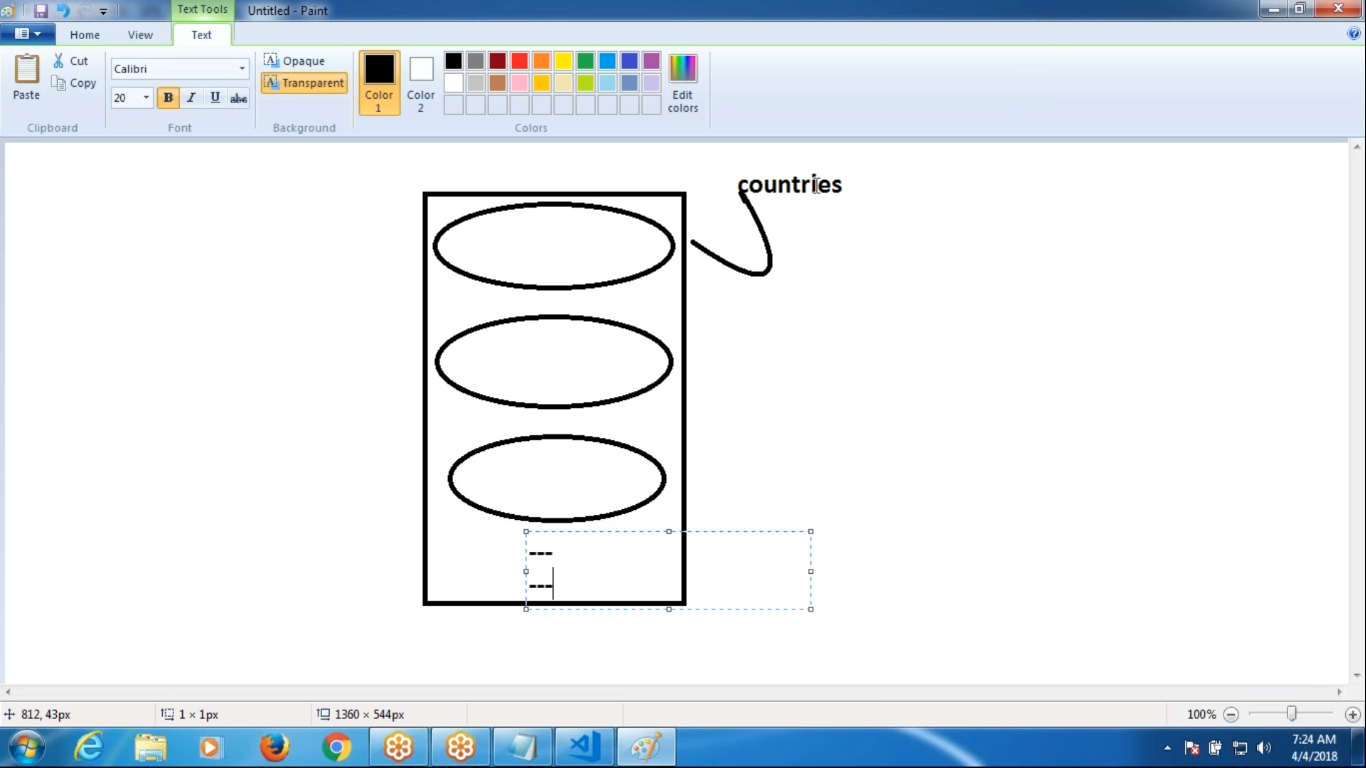 Text Tools
Untitled - Paint
Home
View
Text
Paste
Cut
Copy
Clipboard
Calibri
20
B I U abc
Font
Opaque
Transparent
Background
Color 1
Color 2
Edit colors
Colors
countries
---
---
812, 43px
1 × 1px
1360 × 544px
100%
7:24 AM
4/4/2018